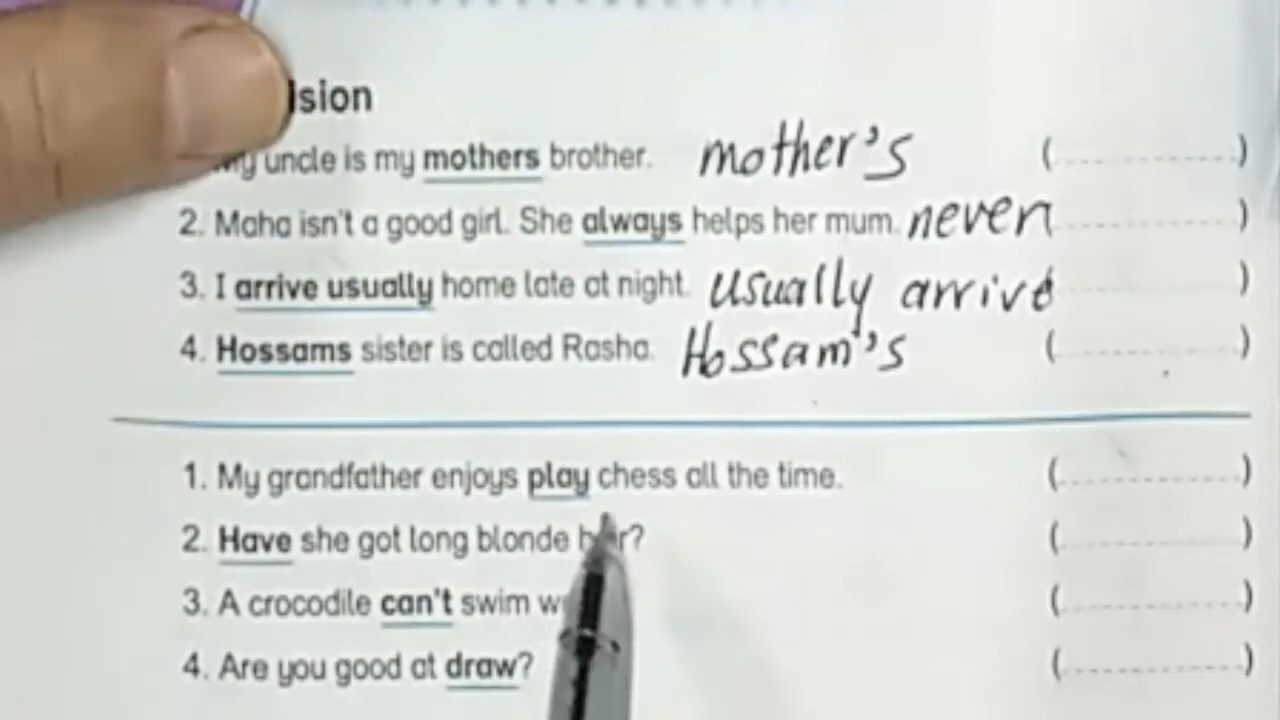 ision
My uncle is my mothers brother. mother's (....................)
2. Maha isn't a good girl. She always helps her mum. never ....................)
3. I arrive usually home late at night. usually arrive ....................)
4. Hossams sister is called Rasha. Hossam's (....................)
1. My grandfather enjoys play chess all the time. (....................)
2. Have she got long blonde hair? (....................)
3. A crocodile can't swim (....................)
4. Are you good at draw? (....................)